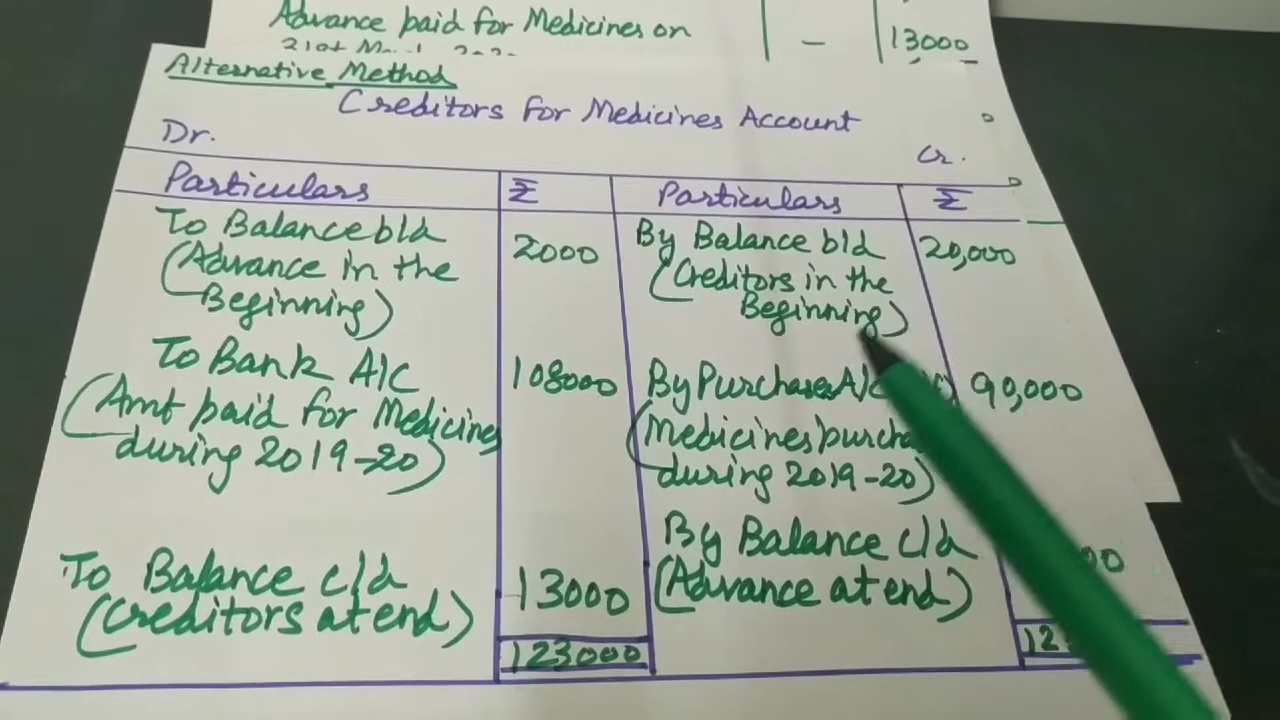 Advance paid for Medicines on
– 13000
Alternative Method
Creditors for Medicines Account
Dr.
Cr.
Particulars ₹ Particulars ₹
To Balance b/d 2000 By Balance b/d 20,000
(Advance in the (Creditors in the
Beginning) Beginning)
To Bank A/C 108000 By Purchases A/C 90,000
(Amt paid for Medicines (Medicines
during 2019-20) during 2019-20)
By Balance c/d
To Balance c/d 13000 (Advance at end)
(Creditors at end)
123000